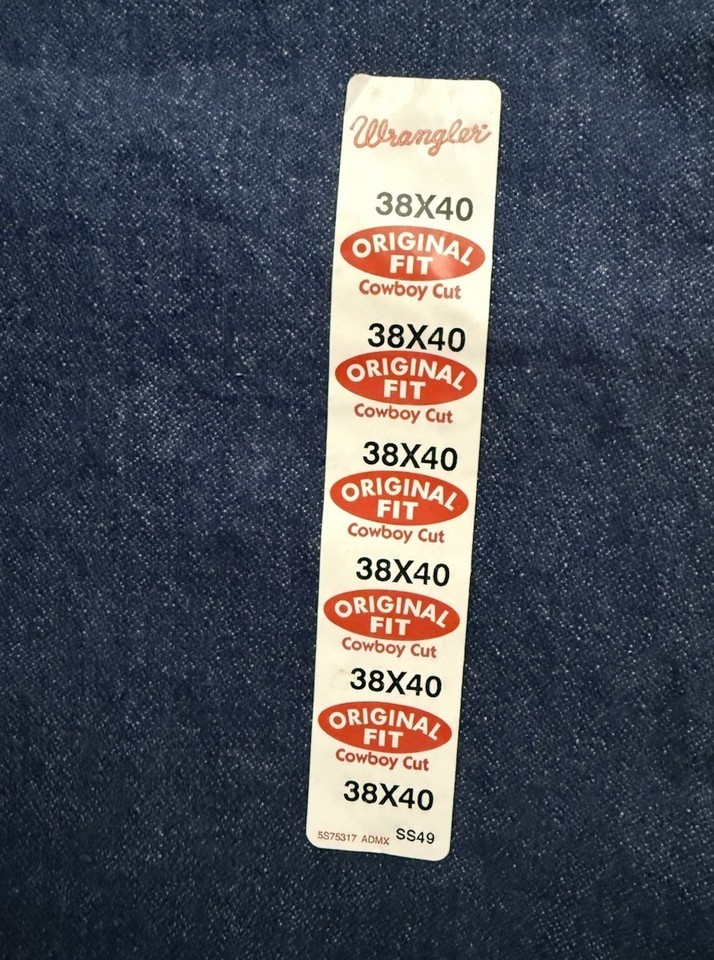 Wrangler
38X40
ORIGINAL
FIT
Cowboy Cut
38X40
ORIGINAL
FIT
Cowboy Cut
38X40
ORIGINAL
FIT
Cowboy Cut
38X40
ORIGINAL
FIT
Cowboy Cut
38X40
ORIGINAL
FIT
Cowboy Cut
38X40
5S75317 ADMX SS49